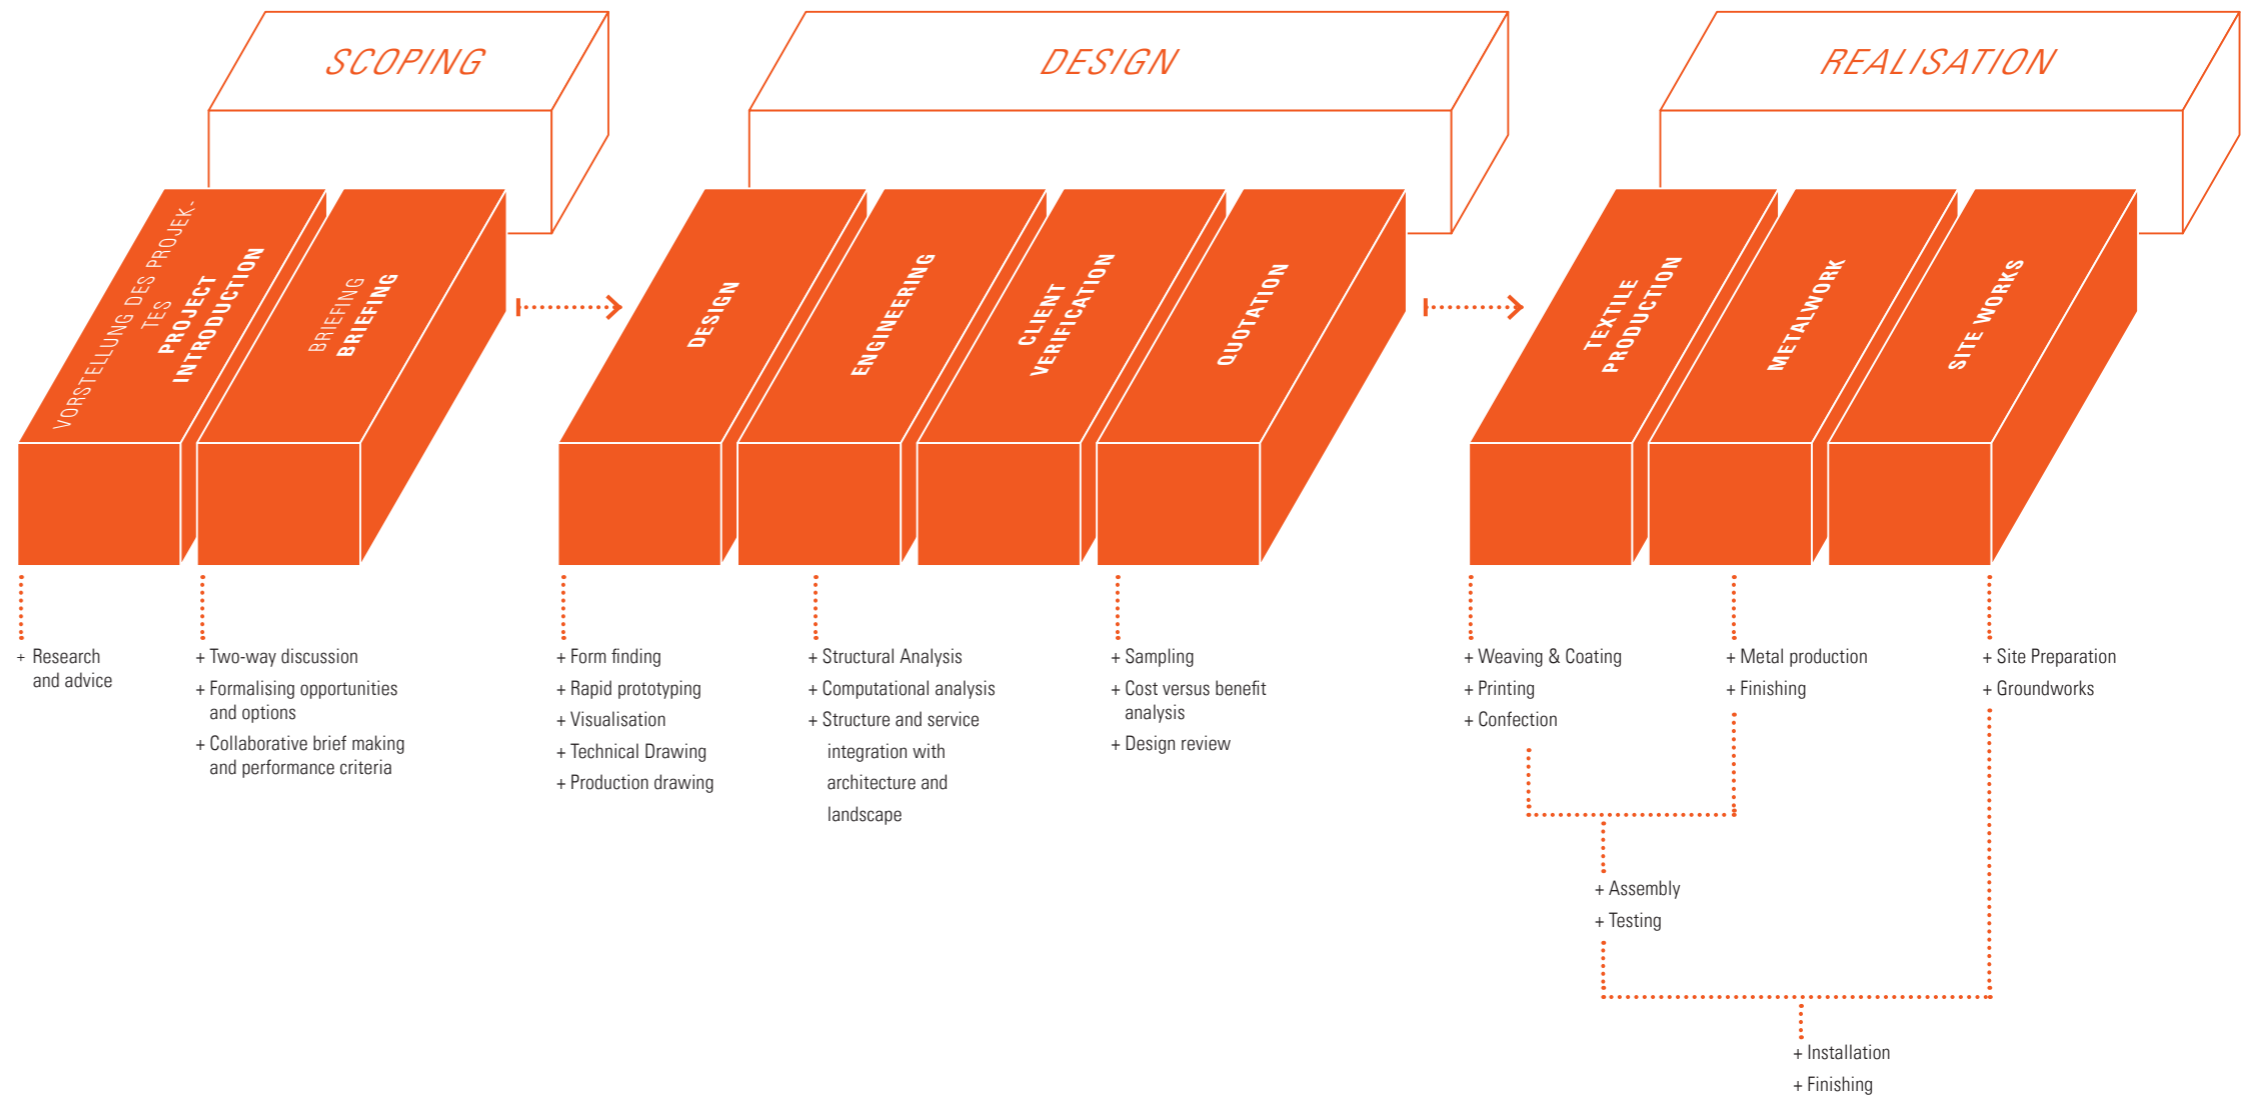 SCOPING
DESIGN
REALISATION
VORSTELLUNG DES PROJEK-
TES
PROJECT
INTRODUCTION
BRIEFING
BRIEFING
DESIGN
ENGINEERING
CLIENT
VERIFICATION
QUOTATION
TEXTILE
PRODUCTION
METALWORK
SITE WORKS
+ Research
and advice
+ Two-way discussion
+ Formalising opportunities
and options
+ Collaborative brief making
and performance criteria
+ Form finding
+ Rapid prototyping
+ Visualisation
+ Technical Drawing
+ Production drawing
+ Structural Analysis
+ Computational analysis
+ Structure and service
integration with
architecture and
landscape
+ Sampling
+ Cost versus benefit
analysis
+ Design review
+ Weaving & Coating
+ Printing
+ Confection
+ Metal production
+ Finishing
+ Site Preparation
+ Groundworks
+ Assembly
+ Testing
+ Installation
+ Finishing